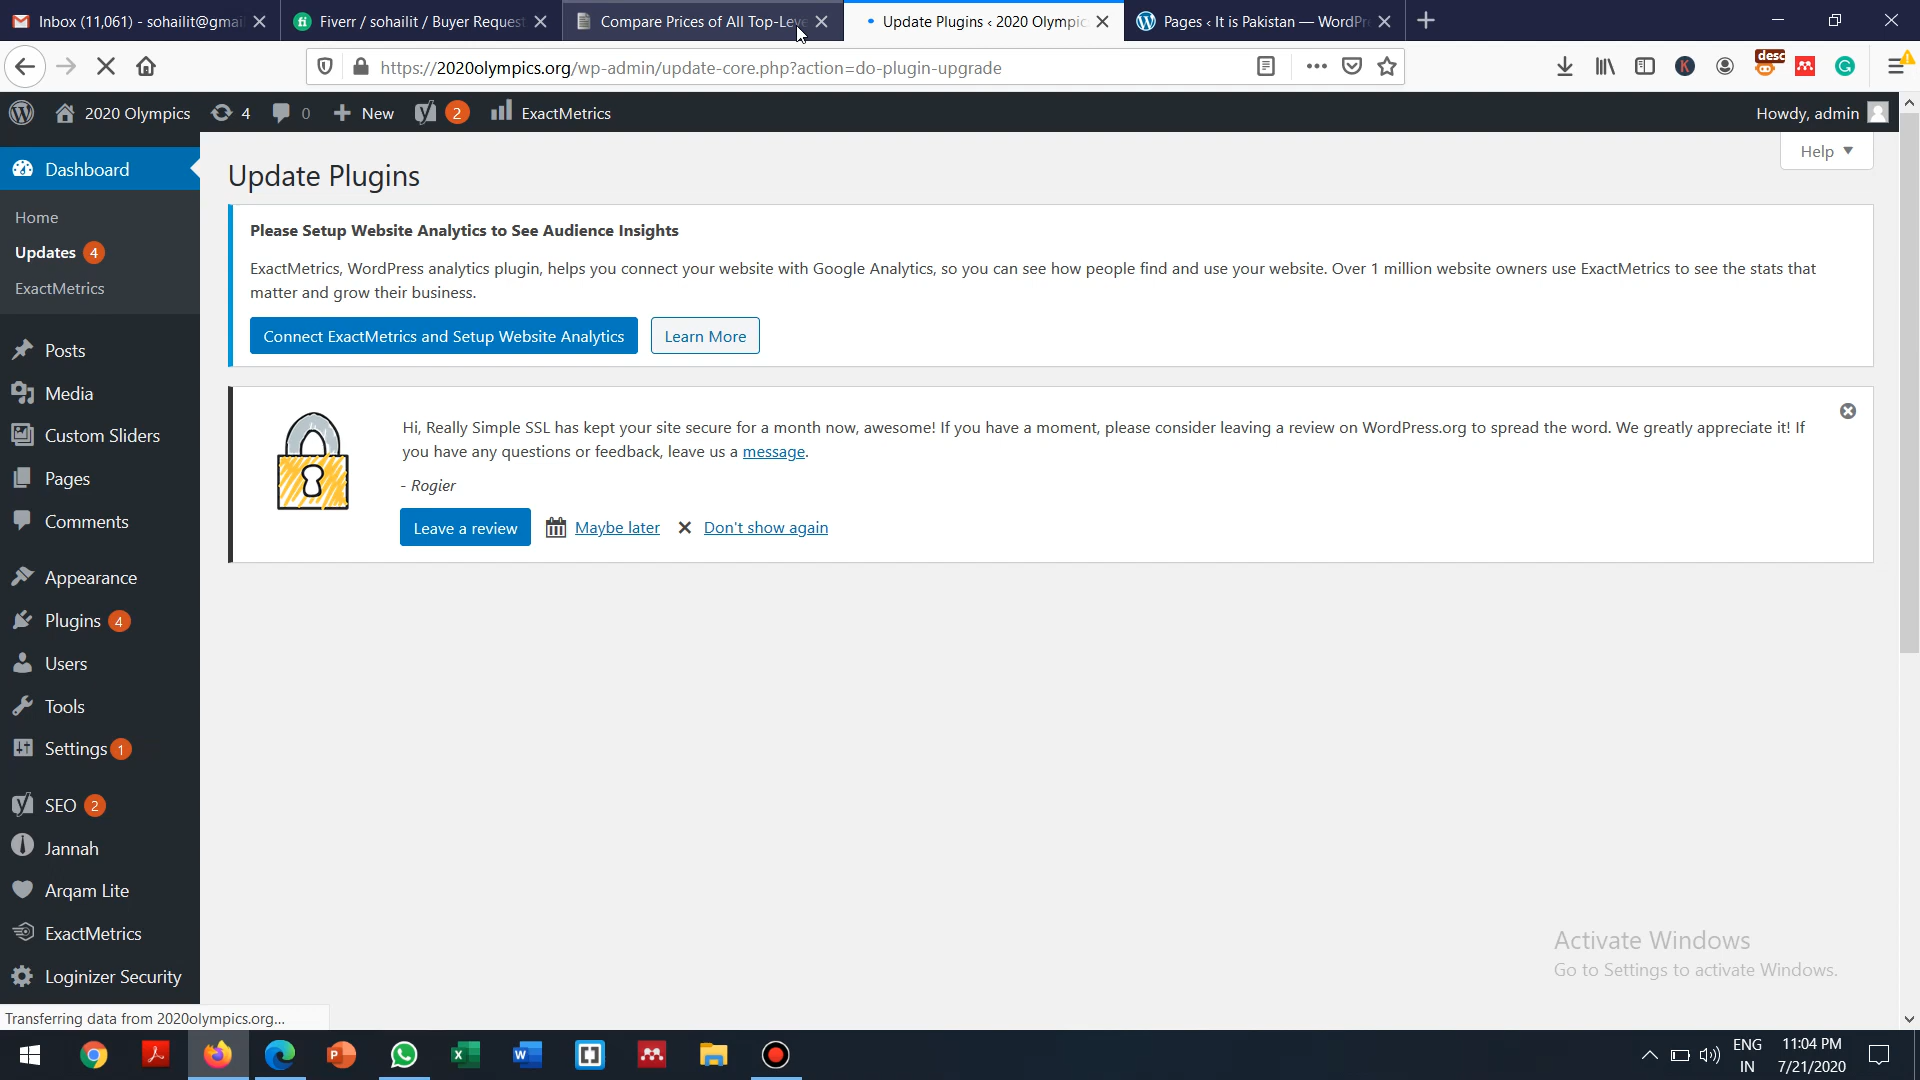 Inbox (11,061) - sohailit@gmai
Fiverr / sohailit / Buyer Request
Compare Prices of All Top-Leve
Update Plugins ‹ 2020 Olympic
Pages ‹ It is Pakistan — WordPr
https://2020olympics.org/wp-admin/update-core.php?action=do-plugin-upgrade
desc
K
2020 Olympics
4
0
New
2
ExactMetrics
Howdy, admin
Dashboard
Home
Updates 4
ExactMetrics
Posts
Media
Custom Sliders
Pages
Comments
Appearance
Plugins 4
Users
Tools
Settings 1
SEO 2
Jannah
Arqam Lite
ExactMetrics
Loginizer Security
Help
Update Plugins
Please Setup Website Analytics to See Audience Insights
ExactMetrics, WordPress analytics plugin, helps you connect your website with Google Analytics, so you can see how people find and use your website. Over 1 million website owners use ExactMetrics to see the stats that
matter and grow their business.
Connect ExactMetrics and Setup Website Analytics
Learn More
Hi, Really Simple SSL has kept your site secure for a month now, awesome! If you have a moment, please consider leaving a review on WordPress.org to spread the word. We greatly appreciate it! If
you have any questions or feedback, leave us a message.
- Rogier
Leave a review
Maybe later
Don't show again
Activate Windows
Go to Settings to activate Windows.
Transferring data from 2020olympics.org...
ENG
IN
11:04 PM
7/21/2020